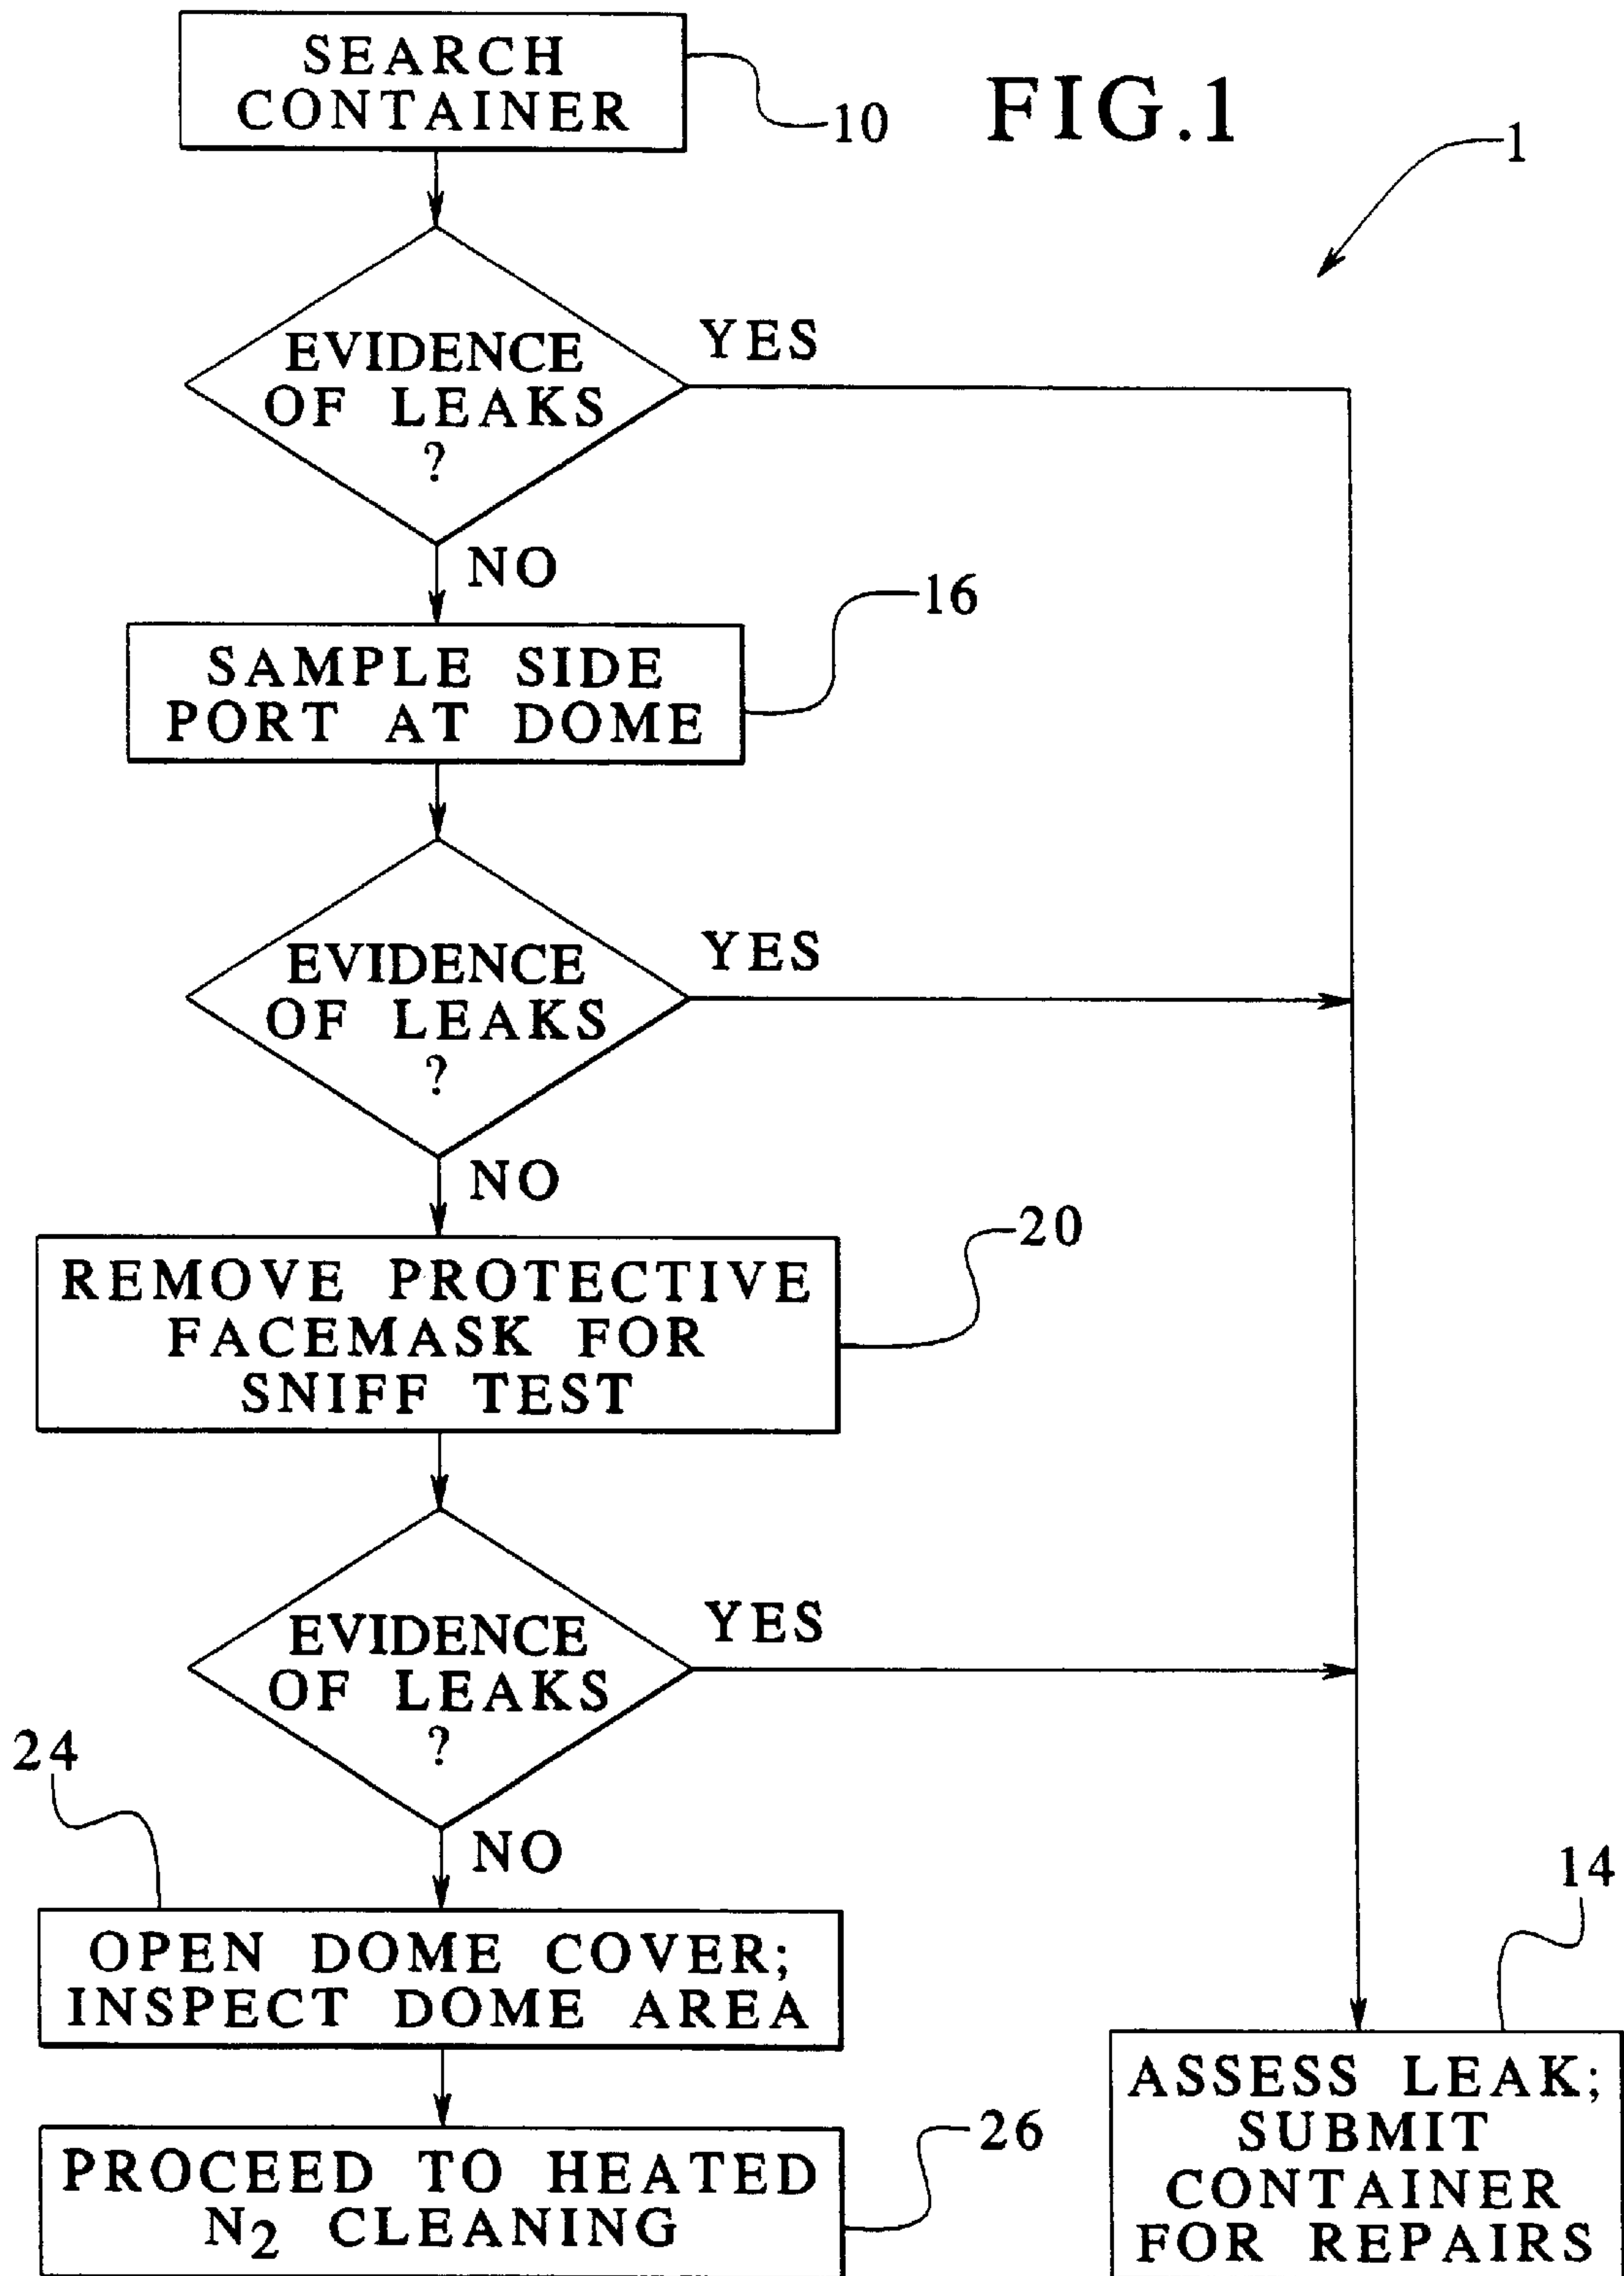 SEARCH
CONTAINER
10
FIG.1
1
EVIDENCE
OF LEAKS
?
YES
NO
16
SAMPLE SIDE
PORT AT DOME
EVIDENCE
OF LEAKS
?
YES
NO
20
REMOVE PROTECTIVE
FACEMASK FOR
SNIFF TEST
EVIDENCE
OF LEAKS
?
YES
24
NO
14
OPEN DOME COVER;
INSPECT DOME AREA
ASSESS LEAK;
SUBMIT
CONTAINER
FOR REPAIRS
26
PROCEED TO HEATED
N2 CLEANING